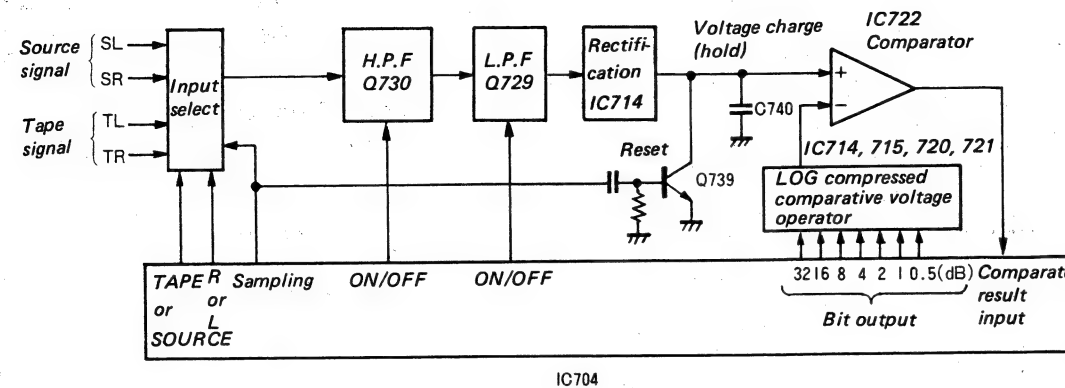 Source signal
SL
SR
Tape signal
TL
TR
Input select
H.P.F Q730
L.P.F Q729
Rectifi-cation IC714
Voltage charge (hold)
IC722 Comparator
+
−
C740
Reset
Q739
IC714, 715, 720, 721
LOG compressed comparative voltage operator
TAPE or SOURCE
R or L
Sampling
ON/OFF
ON/OFF
32 16 8 4 2 1 0.5 (dB)
Bit output
Comparat
result
input
IC704